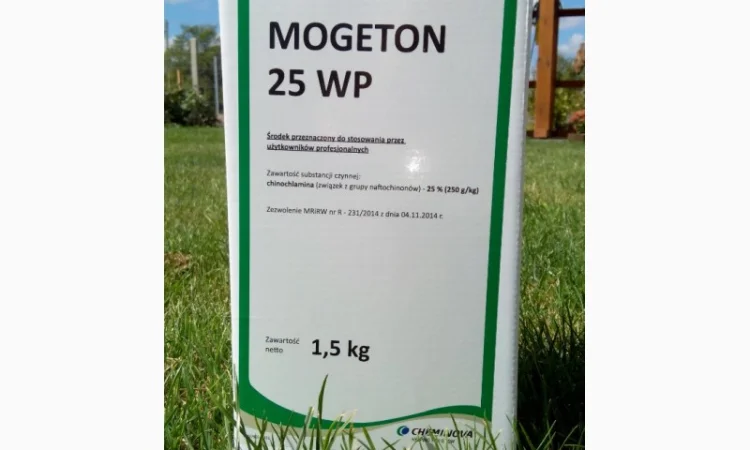 MOGETON
25 WP
Środek przeznaczony do stosowania przez
użytkowników profesjonalnych
Zawartość substancji czynnej:
chinochlamina (związek z grupy naftochinonów) - 25 % (250 g/kg)
Zezwolenie MRiRW nr R - 231/2014 z dnia 04.11.2014 r.
Zawartość
netto
1,5 kg
CHEMINOVA